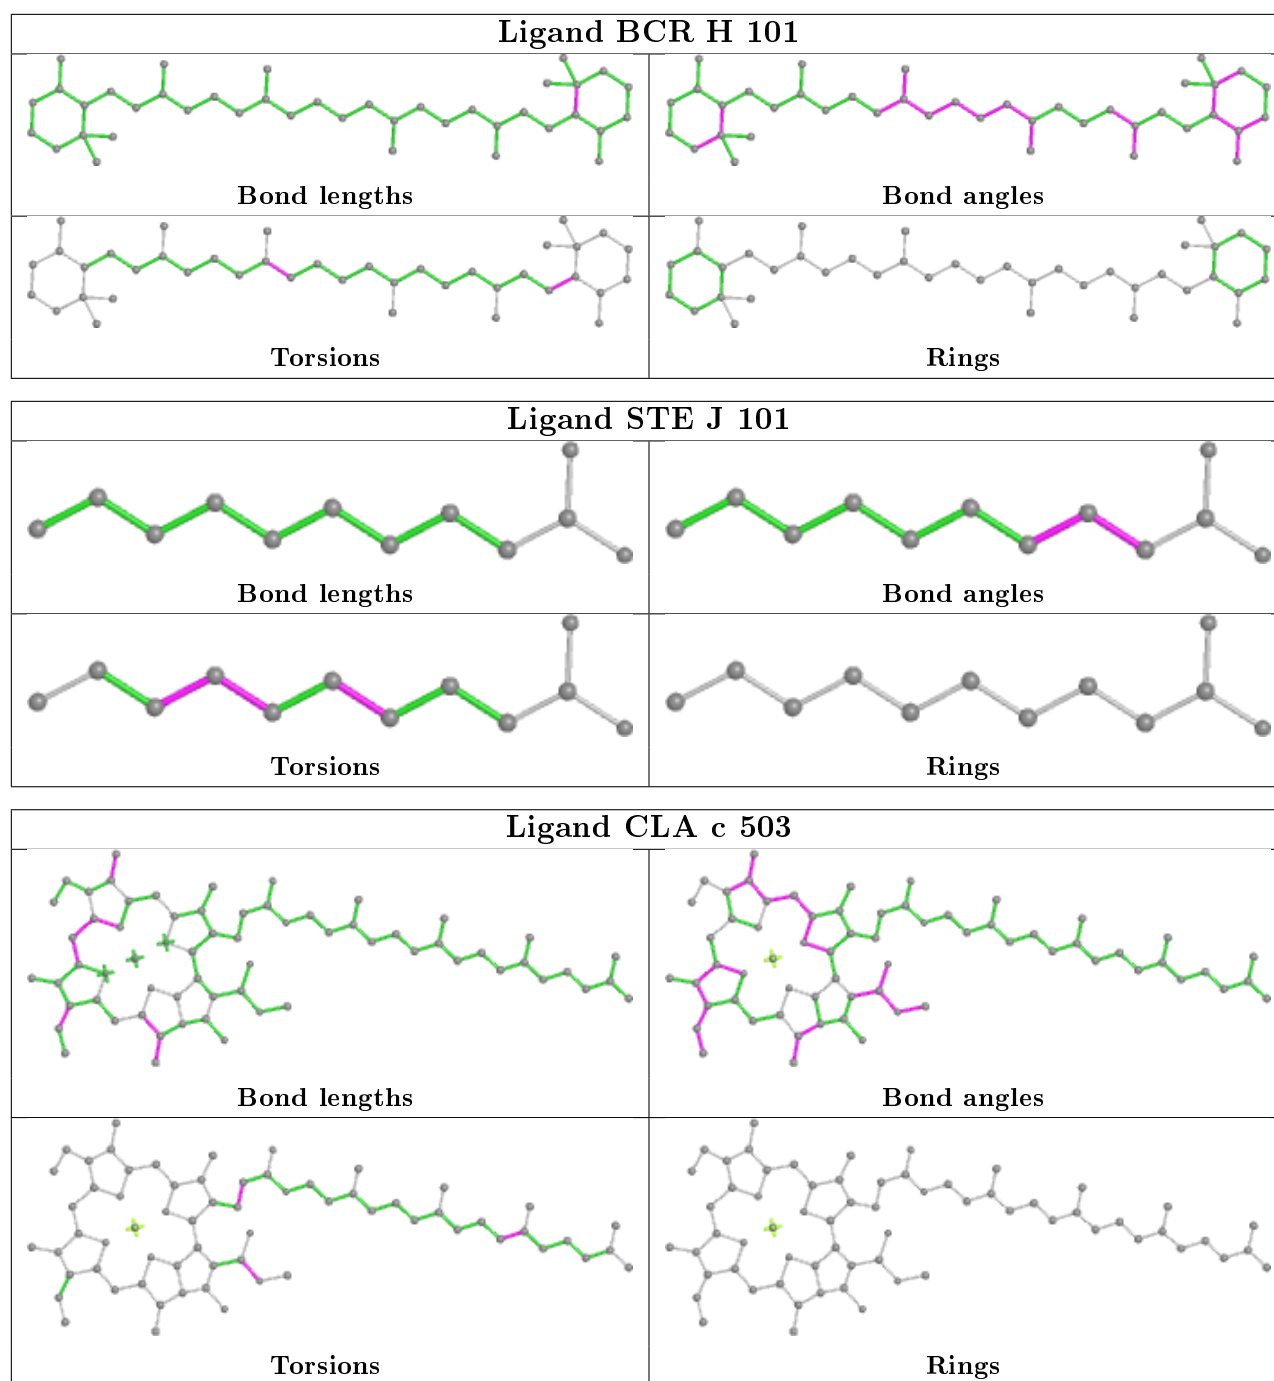 Ligand BCR H 101
Bond lengths
Bond angles
Torsions
Rings
Ligand STE J 101
Bond lengths
Bond angles
Torsions
Rings
Ligand CLA c 503
Bond lengths
Bond angles
Torsions
Rings